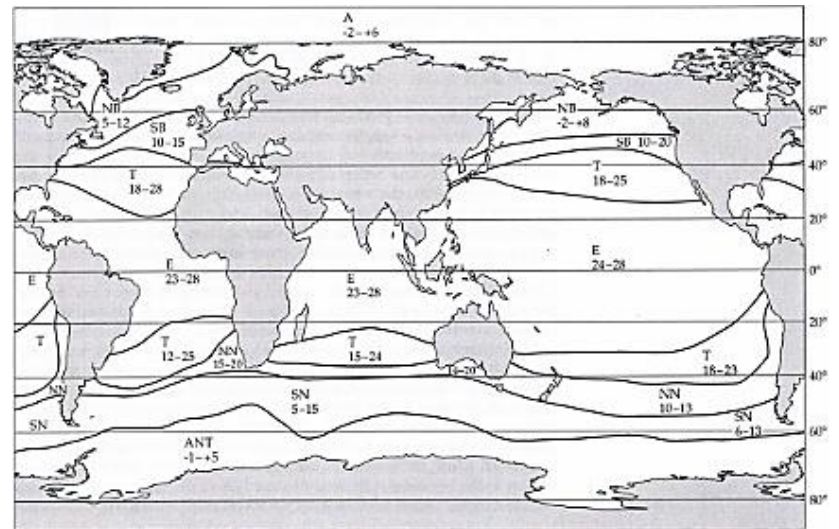 A
-2-+6
80°
NB
5-12
NB
-2-+8
60°
SB
10-15
SB 10-20
40°
T
18-28
T
18-25
20°
E
23-28
E
24-28
E
E
23-28
0°
20°
T
T
12-25
NN
15-20
T
15-24
T
18-23
40°
NN
SN
5-15
NN
10-13
SN
SN
6-13
60°
ANT
-1-+5
80°